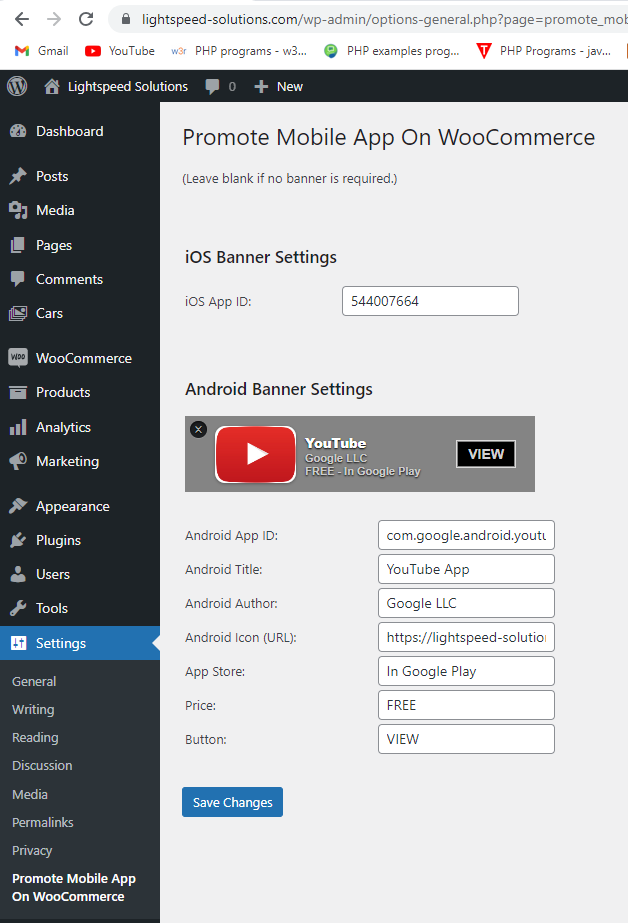 lightspeed-solutions.com/wp-admin/options-general.php?page=promote_mob
Gmail YouTube w3r PHP programs - w3... PHP examples prog... PHP Programs - jav...
Lightspeed Solutions 0 New
Dashboard
Posts
Media
Pages
Comments
Cars
WooCommerce
Products
Analytics
Marketing
Appearance
Plugins
Users
Tools
Settings
General
Writing
Reading
Discussion
Media
Permalinks
Privacy
Promote Mobile App
On WooCommerce
Promote Mobile App On WooCommerce
(Leave blank if no banner is required.)
iOS Banner Settings
iOS App ID: 544007664
Android Banner Settings
YouTube
Google LLC
FREE - In Google Play
VIEW
Android App ID: com.google.android.youtu
Android Title: YouTube App
Android Author: Google LLC
Android Icon (URL): https://lightspeed-solution
App Store: In Google Play
Price: FREE
Button: VIEW
Save Changes